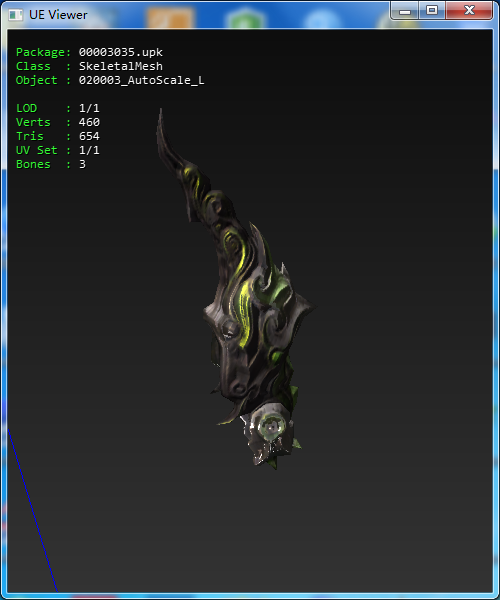 UE Viewer
Package: 00003035.upk
Class : SkeletalMesh
Object : 020003_AutoScale_L
LOD : 1/1
Verts : 460
Tris : 654
UV Set : 1/1
Bones : 3